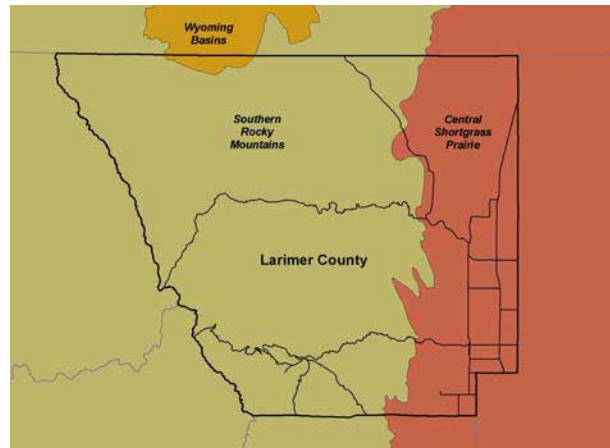 Wyoming
Basins
Southern
Rocky
Mountains
Central
Shortgrass
Prairie
Larimer County